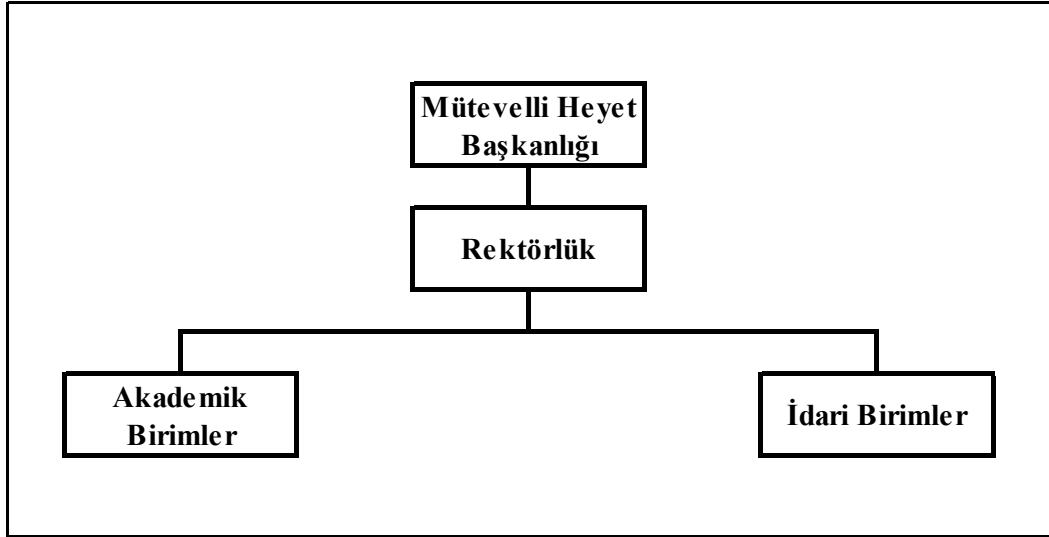 Mütevelli Heyet
Başkanlığı
Rektörlük
Akademik
Birimler
İdari Birimler